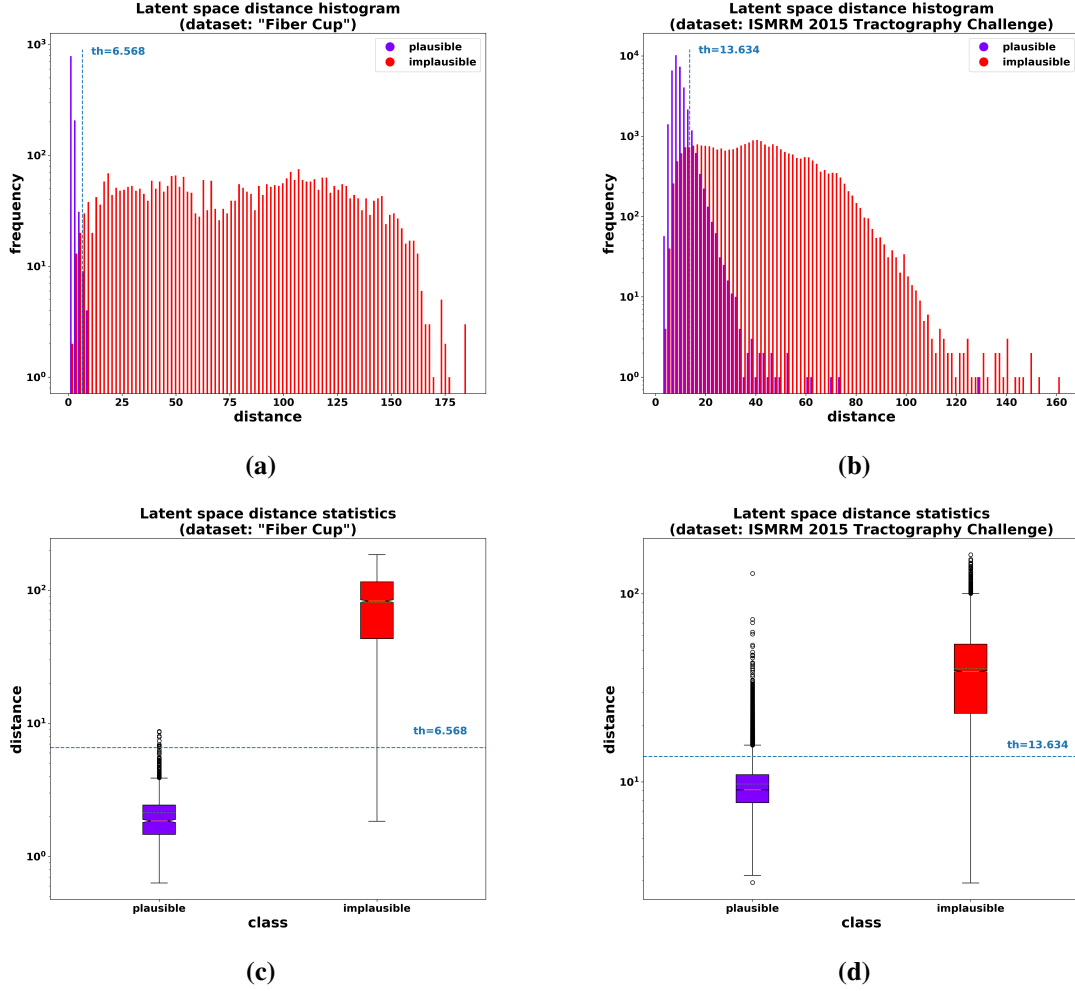 Latent space distance histogram
(dataset: "Fiber Cup")
10³
10²
10¹
10⁰
frequency
th=6.568
plausible
implausible
0 25 50 75 100 125 150 175
distance
(a)
Latent space distance histogram
(dataset: ISMRM 2015 Tractography Challenge)
10⁴
10³
10²
10¹
10⁰
frequency
th=13.634
plausible
implausible
0 20 40 60 80 100 120 140 160
distance
(b)
Latent space distance statistics
(dataset: "Fiber Cup")
10²
10¹
10⁰
distance
th=6.568
plausible implausible
class
(c)
Latent space distance statistics
(dataset: ISMRM 2015 Tractography Challenge)
10²
10¹
distance
th=13.634
plausible implausible
class
(d)